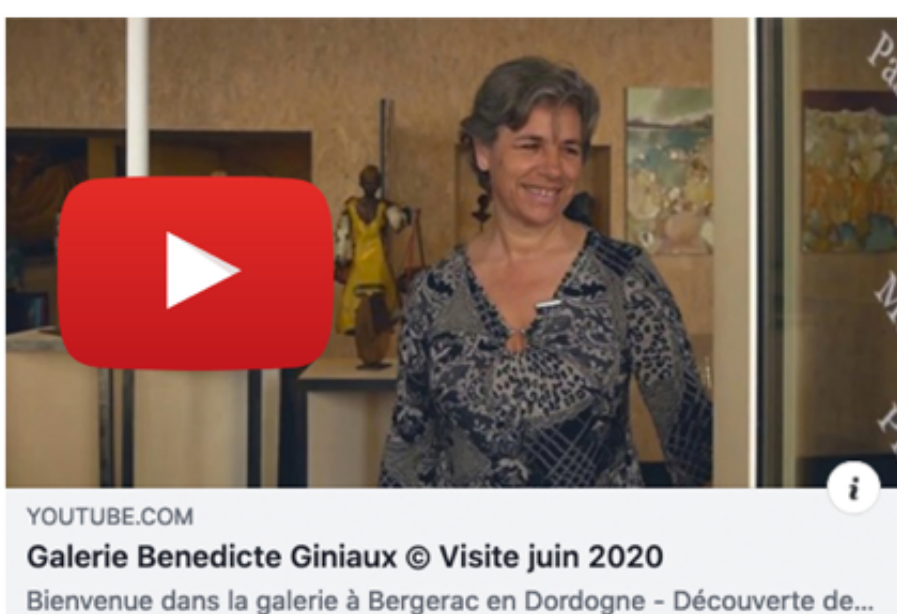 YOUTUBE.COM
Galerie Benedicte Giniaux © Visite juin 2020
Bienvenue dans la galerie à Bergerac en Dordogne - Découverte de...